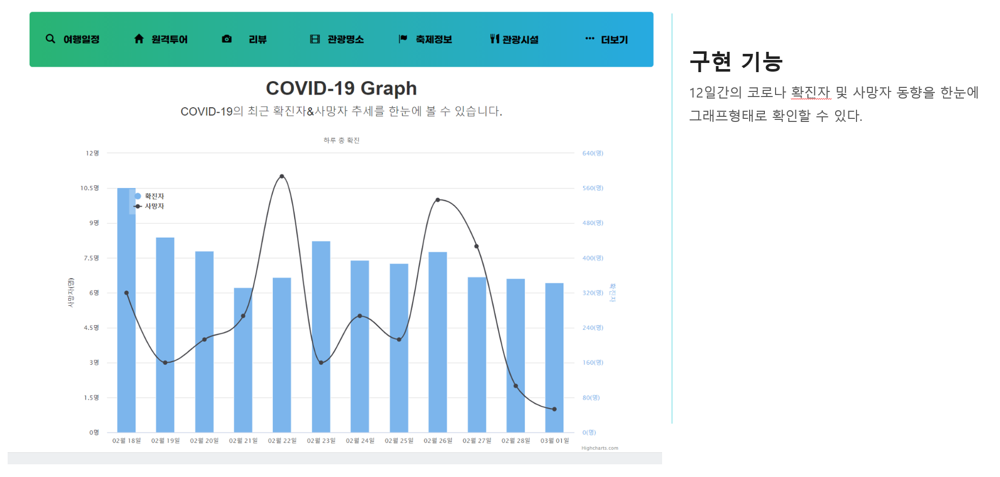 여행일정 원격투어 리뷰 관광명소 축제정보 관광시설 더보기
COVID-19 Graph
COVID-19의 최근 확진자&사망자 추세를 한눈에 볼 수 있습니다.
하루 총 확진
12명
10.5명
9명
7.5명
6명
4.5명
3명
1.5명
0명
사망자(명)
확진자
사망자
640(명)
560(명)
480(명)
400(명)
320(명)
240(명)
160(명)
80(명)
0(명)
확진자
02월 18일 02월 19일 02월 20일 02월 21일 02월 22일 02월 23일 02월 24일 02월 25일 02월 26일 02월 27일 02월 28일 03월 01일
Highcharts.com
구현 기능
12일간의 코로나 확진자 및 사망자 동향을 한눈에
그래프형태로 확인할 수 있다.